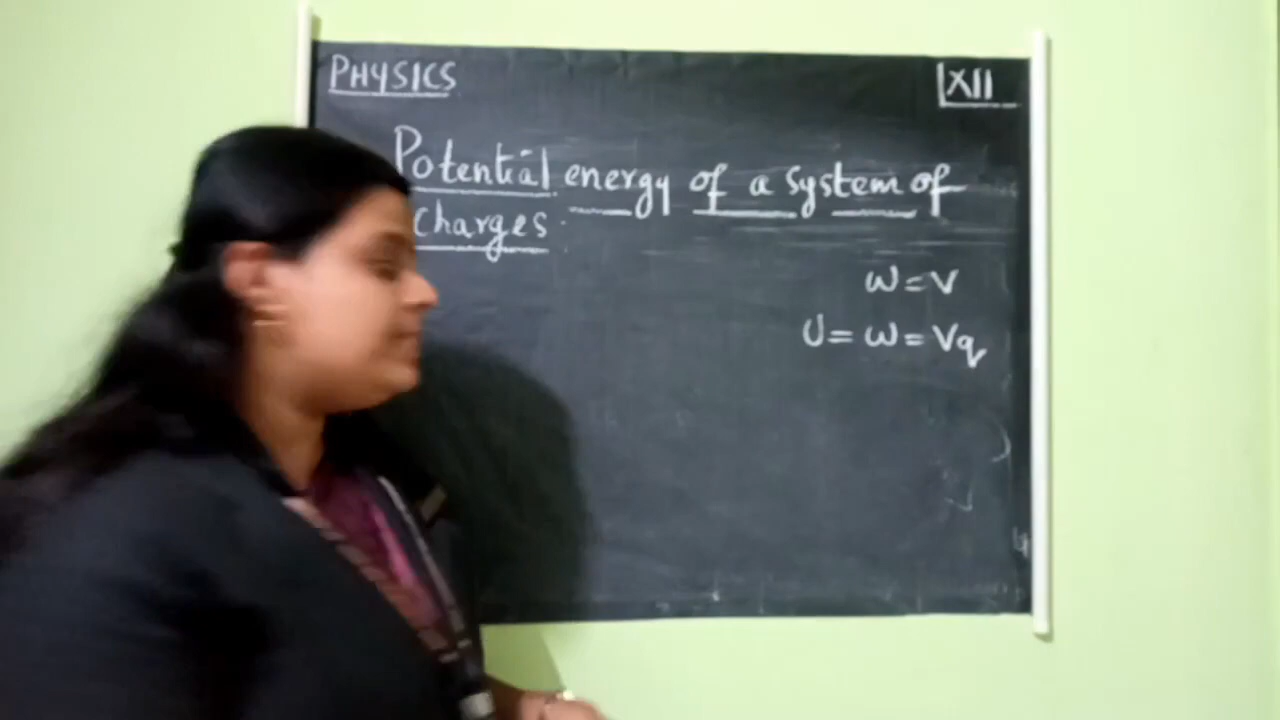 PHYSICS
XII
Potential energy of a system of
charges.
W = V
U = W = Vq